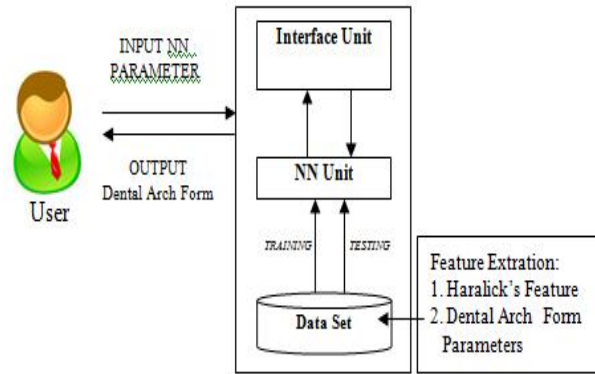 INPUT NN
PARAMETER
OUTPUT
Dental Arch Form
User
Interface Unit
NN Unit
TRAINING
TESTING
Data Set
Feature Extration:
1. Haralick's Feature
2. Dental Arch Form
Parameters